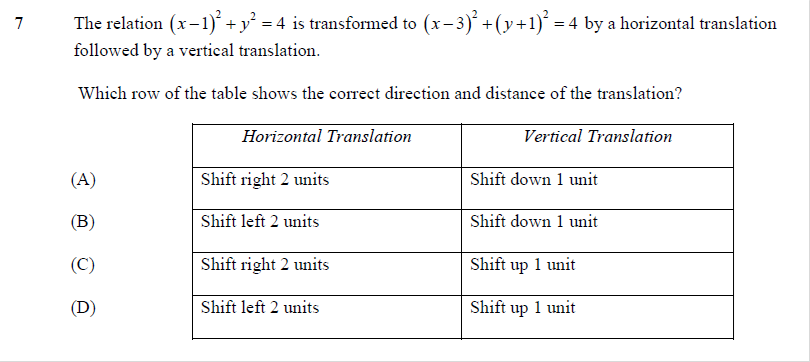 7 The relation (x−1)² + y² = 4 is transformed to (x−3)² + (y+1)² = 4 by a horizontal translation
followed by a vertical translation.
Which row of the table shows the correct direction and distance of the translation?
Horizontal Translation Vertical Translation
(A) Shift right 2 units Shift down 1 unit
(B) Shift left 2 units Shift down 1 unit
(C) Shift right 2 units Shift up 1 unit
(D) Shift left 2 units Shift up 1 unit